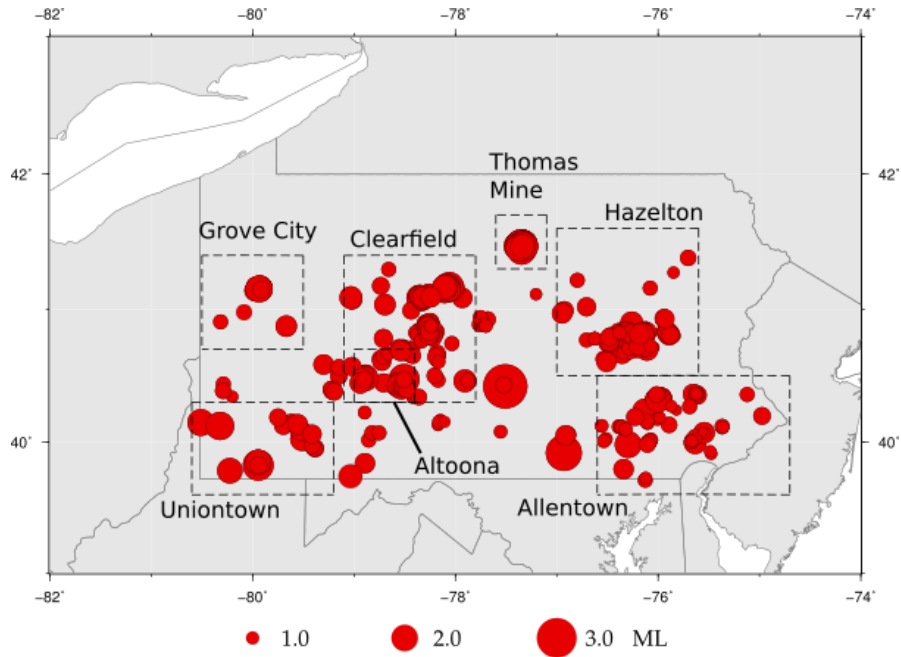 −82˚ −80˚ −78˚ −76˚ −74˚
42˚ 42˚
Thomas
Mine
Hazelton
Grove City
Clearfield
40˚ 40˚
Altoona
Uniontown
Allentown
−82˚ −80˚ −78˚ −76˚ −74˚
1.0 2.0 3.0 ML